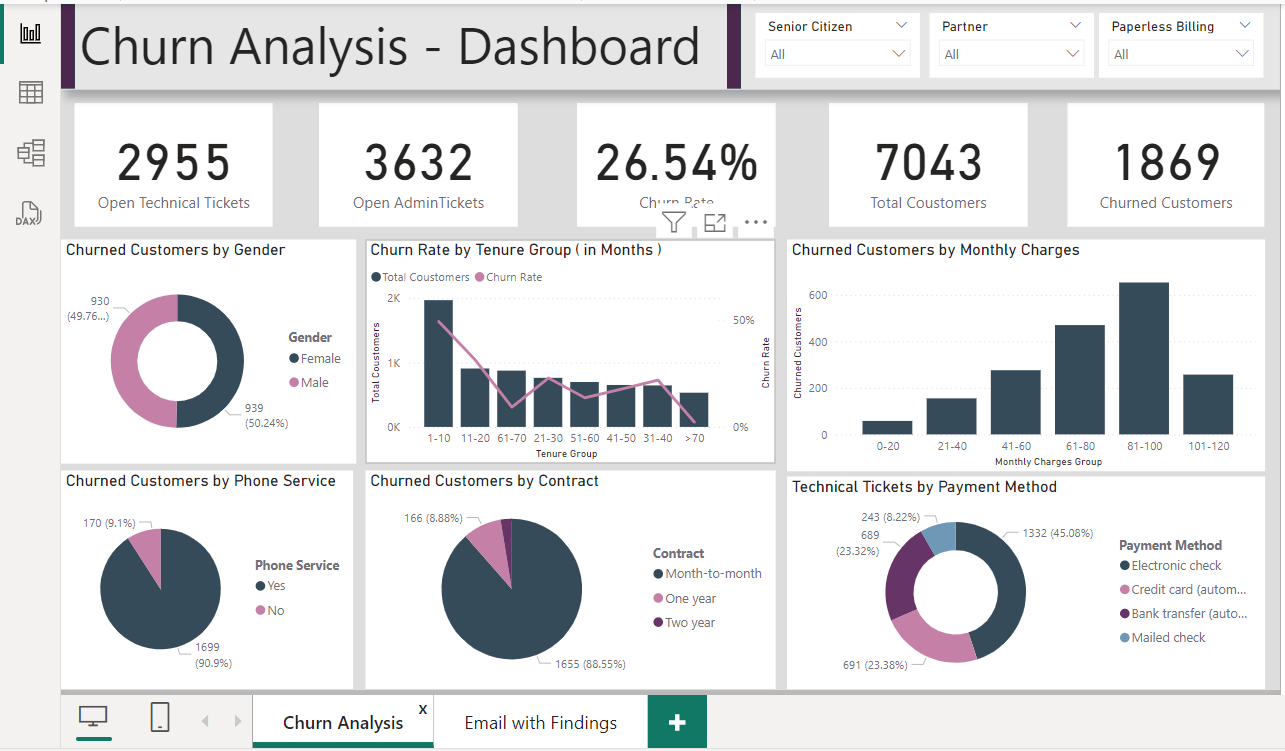 Churn Analysis - Dashboard
Senior Citizen
All
Partner
All
Paperless Billing
All
DAX
2955
Open Technical Tickets
3632
Open AdminTickets
26.54%
Churn Rate
7043
Total Coustomers
1869
Churned Customers
Churned Customers by Gender
930
(49.76...)
939
(50.24%)
Gender
Female
Male
Churn Rate by Tenure Group ( in Months )
Total Coustomers Churn Rate
Total Coustomers
2K
1K
0K
50%
0%
Churn Rate
1-10 11-20 61-70 21-30 51-60 41-50 31-40 >70
Tenure Group
Churned Customers by Monthly Charges
Churned Customers
600
400
200
0
0-20 21-40 41-60 61-80 81-100 101-120
Monthly Charges Group
Churned Customers by Phone Service
170 (9.1%)
1699
(90.9%)
Phone Service
Yes
No
Churned Customers by Contract
166 (8.88%)
1655 (88.55%)
Contract
Month-to-month
One year
Two year
Technical Tickets by Payment Method
243 (8.22%)
689
(23.32%)
1332 (45.08%)
691 (23.38%)
Payment Method
Electronic check
Credit card (autom...
Bank transfer (auto...
Mailed check
Churn Analysis x
Email with Findings
+